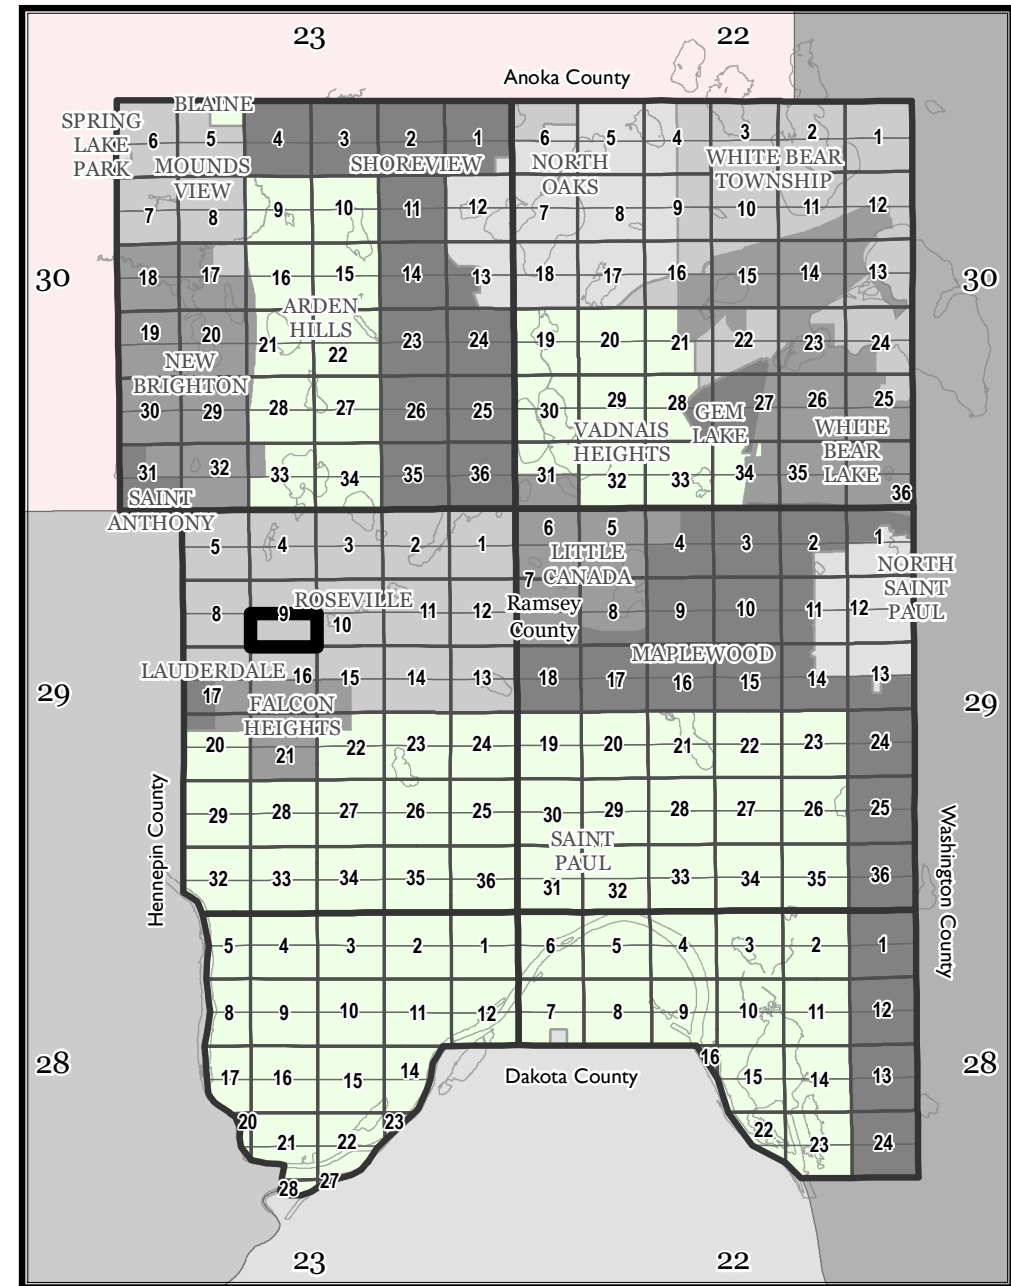 23 22
Anoka County
BLAINE
SPRING
LAKE
PARK
6 5 4 3 2 1 6 5 4 3 2 1
MOUNDS
VIEW
SHOREVIEW
NORTH
OAKS
WHITE BEAR
TOWNSHIP
7 8 9 10 11 12 7 8 9 10 11 12
30 18 17 16 15 14 13 18 17 16 15 14 13 30
ARDEN
HILLS
19 20 21 22 23 24 19 20 21 22 23 24
NEW
BRIGHTON
30 29 28 27 26 25 30 29 28 27 26 25
GEM
LAKE
VADNAIS
HEIGHTS
WHITE
BEAR
LAKE
31 32 33 34 35 36 31 32 33 34 35 36
SAINT
ANTHONY
5 4 3 2 1 6 5 4 3 2 1
LITTLE
CANADA
NORTH
SAINT
PAUL
ROSEVILLE
8 9 10 11 12 7 8 9 10 11 12
Ramsey
County
MAPLEWOOD
LAUDERDALE
29 17 16 15 14 13 18 17 16 15 14 13 29
FALCON
HEIGHTS
20 21 22 23 24 19 20 21 22 23 24
29 28 27 26 25 30 29 28 27 26 25
Hennepin County
Washington County
SAINT
PAUL
32 33 34 35 36 31 32 33 34 35 36
5 4 3 2 1 6 5 4 3 2 1
8 9 10 11 12 7 8 9 10 11 12
28 17 16 15 14 16 15 14 13 28
Dakota County
20 21 22 23 22 23 24
28 27
23 22